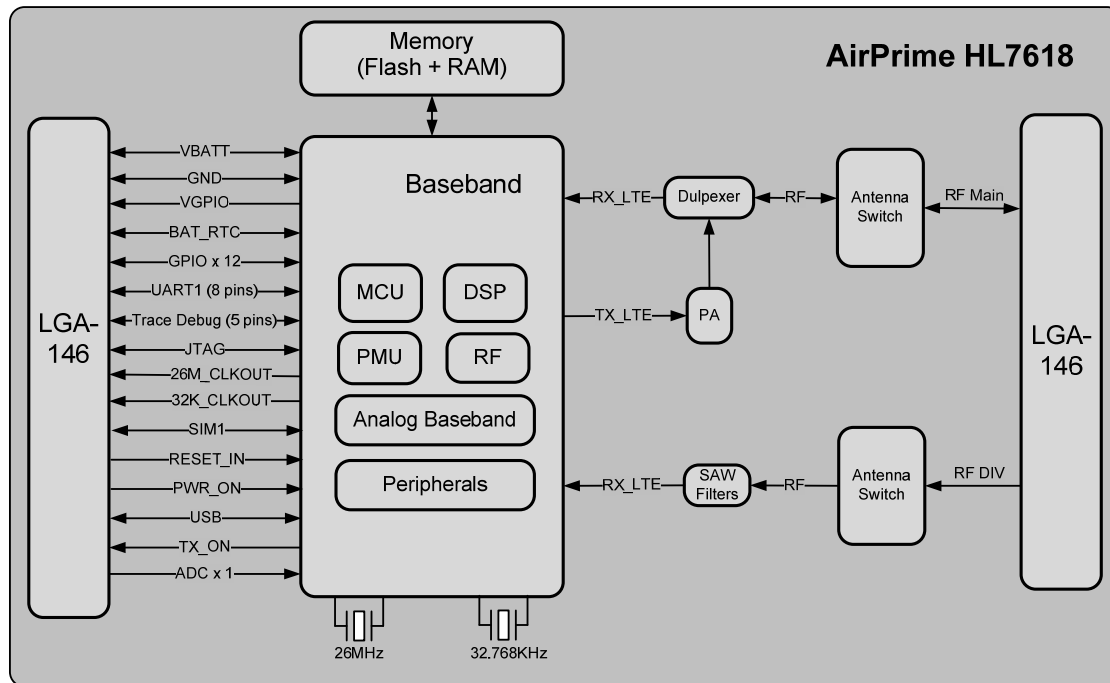 Memory
(Flash + RAM)
AirPrime HL7618
LGA-
146
VBATT
GND
VGPIO
BAT_RTC
GPIO x 12
UART1 (8 pins)
Trace Debug (5 pins)
JTAG
26M_CLKOUT
32K_CLKOUT
SIM1
RESET_IN
PWR_ON
USB
TX_ON
ADC x 1
Baseband
MCU
DSP
PMU
RF
Analog Baseband
Peripherals
26MHz
32.768KHz
RX_LTE
Dulpexer
RF
Antenna
Switch
RF Main
TX_LTE
PA
RX_LTE
SAW
Filters
RF
Antenna
Switch
RF DIV
LGA-
146